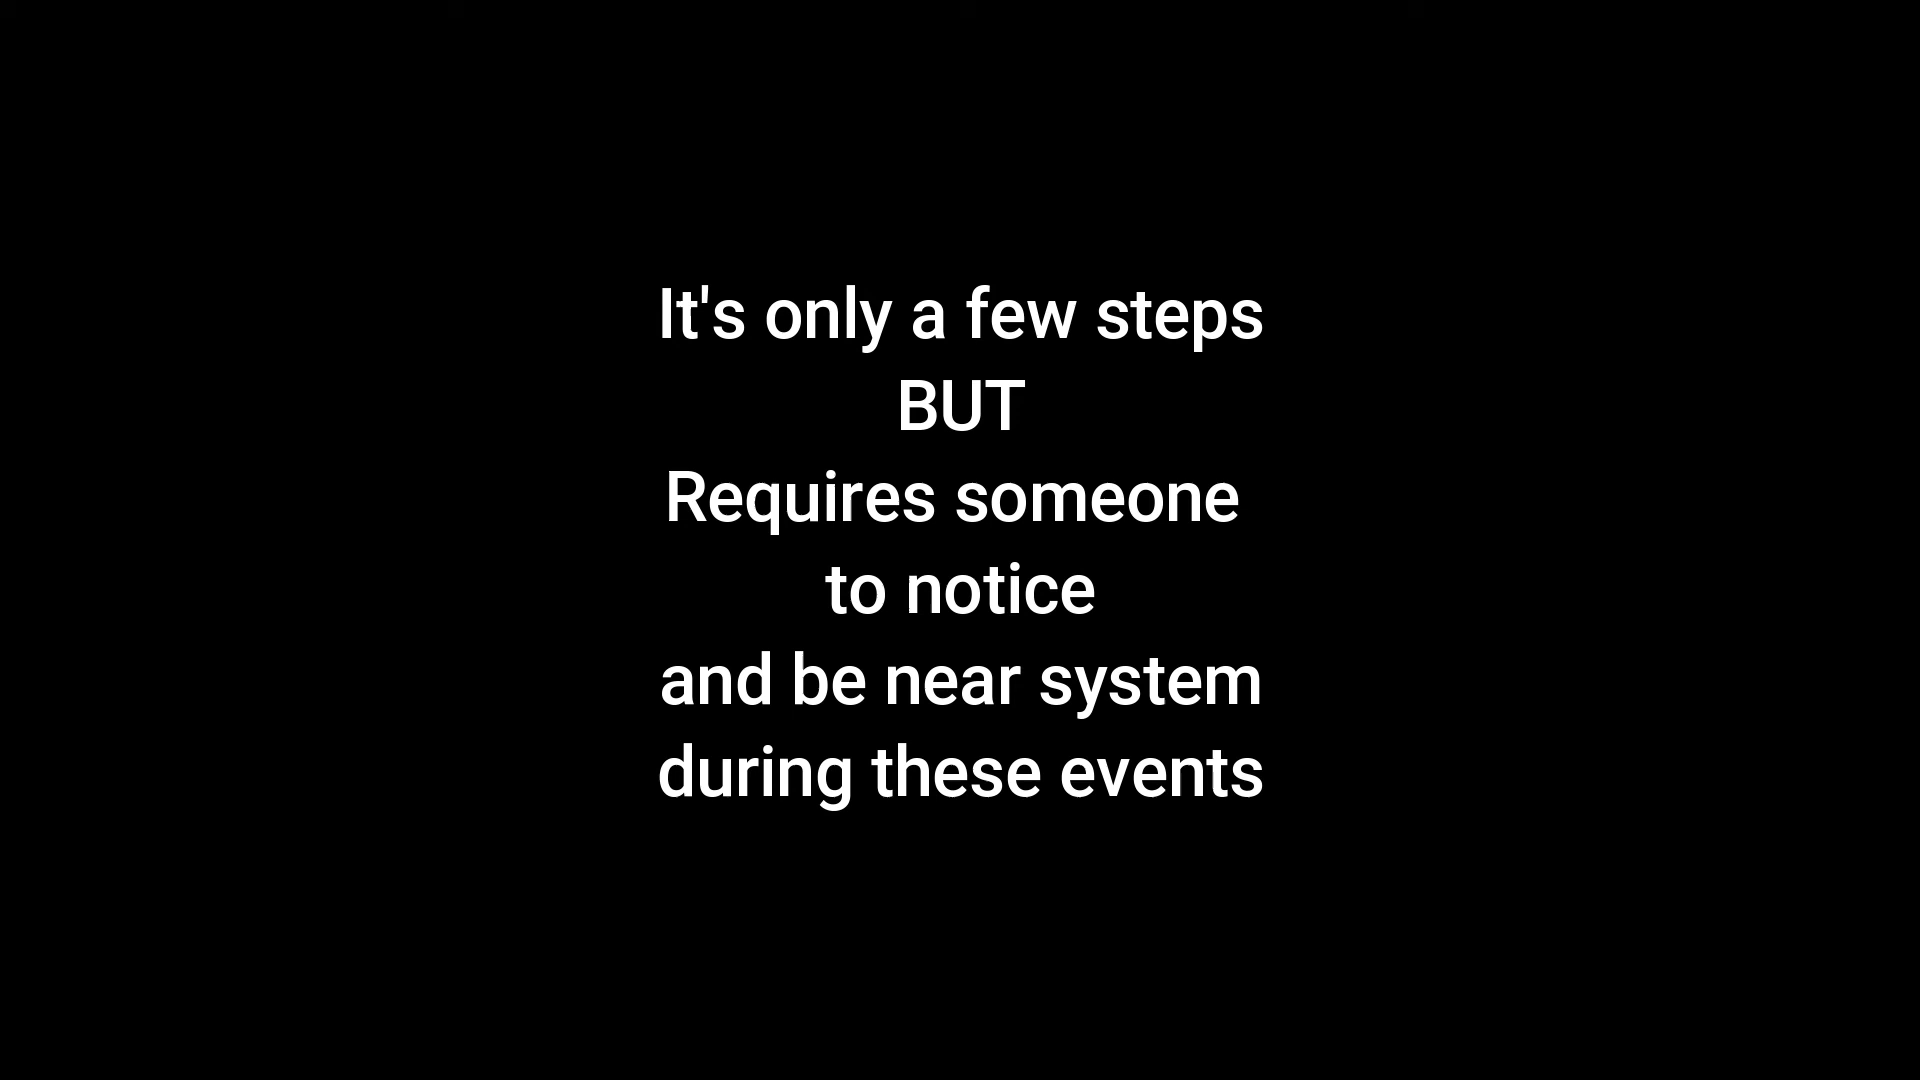 It's only a few steps
BUT
Requires someone
to notice
and be near system
during these events